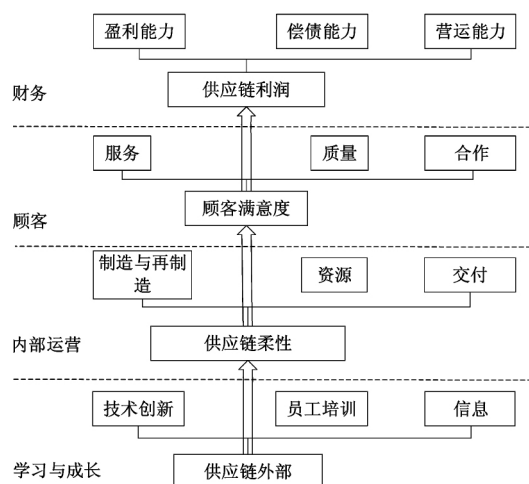 盈利能力
偿债能力
营运能力
供应链利润
财务
服务
质量
合作
顾客满意度
顾客
制造与再制
造
资源
交付
供应链柔性
内部运营
技术创新
员工培训
信息
供应链外部
学习与成长